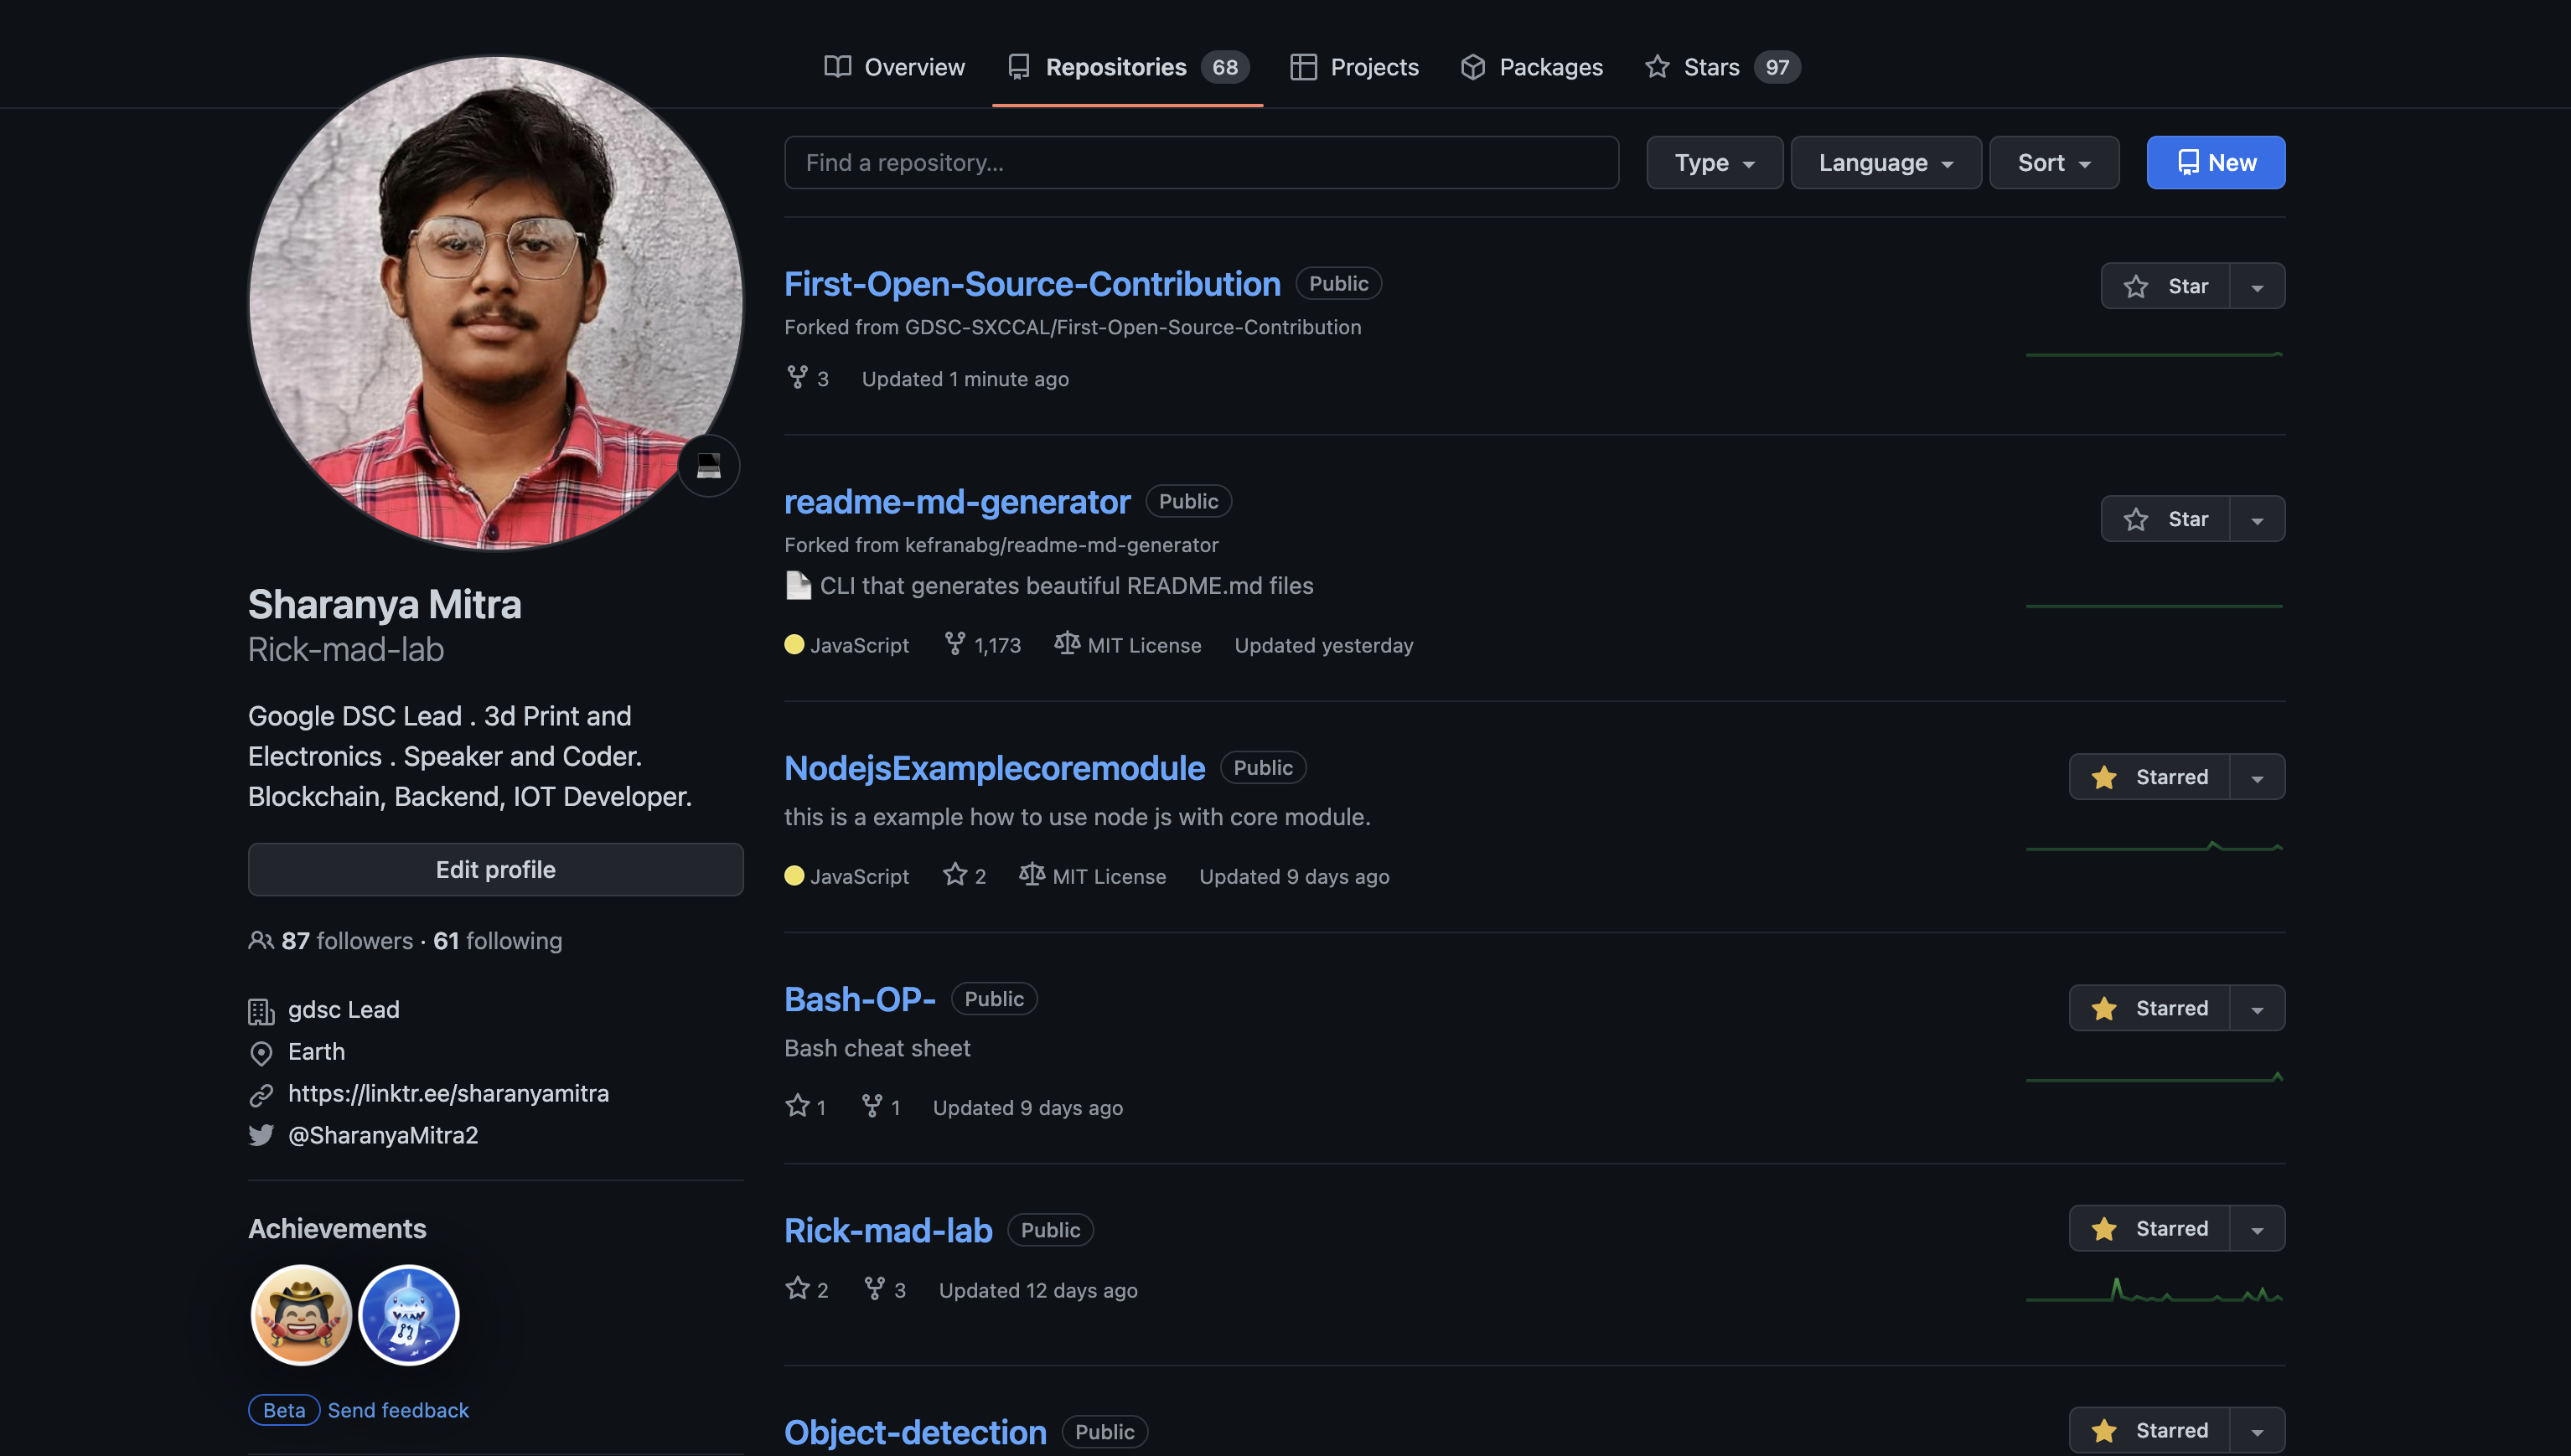 Overview
Repositories 68
Projects
Packages
Stars 97
Find a repository...
Type
Language
Sort
New
Sharanya Mitra
Rick-mad-lab
Google DSC Lead . 3d Print and
Electronics . Speaker and Coder.
Blockchain, Backend, IOT Developer.
Edit profile
87 followers · 61 following
gdsc Lead
Earth
https://linktr.ee/sharanyamitra
@SharanyaMitra2
Achievements
Beta Send feedback
First-Open-Source-Contribution Public
Star
Forked from GDSC-SXCCAL/First-Open-Source-Contribution
3 Updated 1 minute ago
readme-md-generator Public
Star
Forked from kefranabg/readme-md-generator
CLI that generates beautiful README.md files
JavaScript 1,173 MIT License Updated yesterday
NodejsExamplecoremodule Public
Starred
this is a example how to use node js with core module.
JavaScript 2 MIT License Updated 9 days ago
Bash-OP- Public
Starred
Bash cheat sheet
1 1 Updated 9 days ago
Rick-mad-lab Public
Starred
2 3 Updated 12 days ago
Object-detection Public
Starred